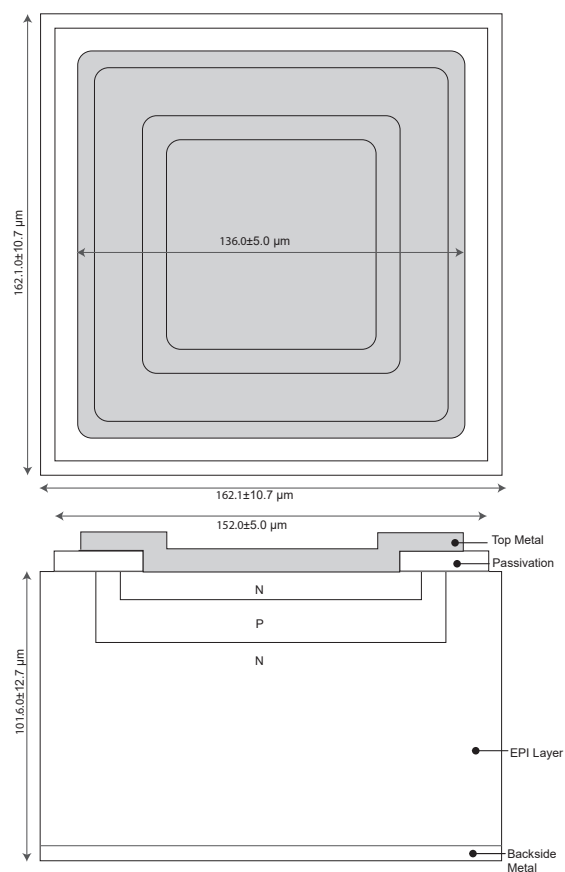 162.1.0±10.7 µm
136.0±5.0 µm
162.1±10.7 µm
152.0±5.0 µm
Top Metal
Passivation
N
P
N
101.6.0±12.7 µm
EPI Layer
Backside
Metal